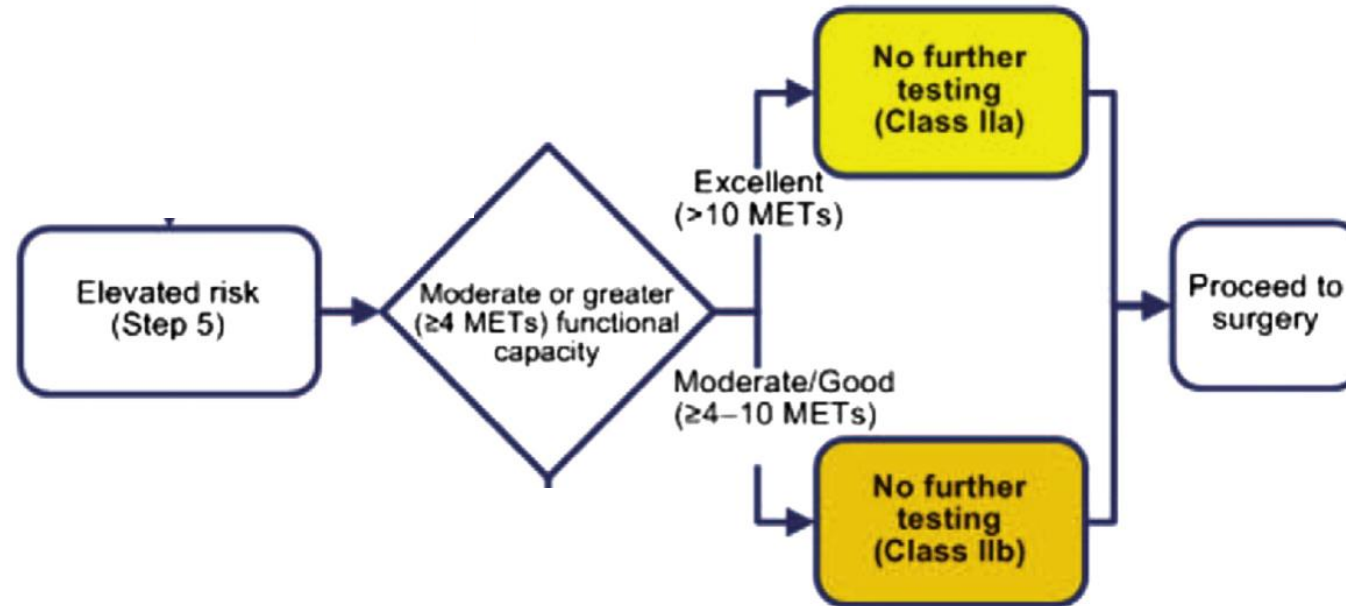 Elevated risk
(Step 5)
Moderate or greater
(≥4 METs) functional
capacity
Excellent
(>10 METs)
Moderate/Good
(≥4–10 METs)
No further
testing
(Class IIa)
No further
testing
(Class IIb)
Proceed to
surgery